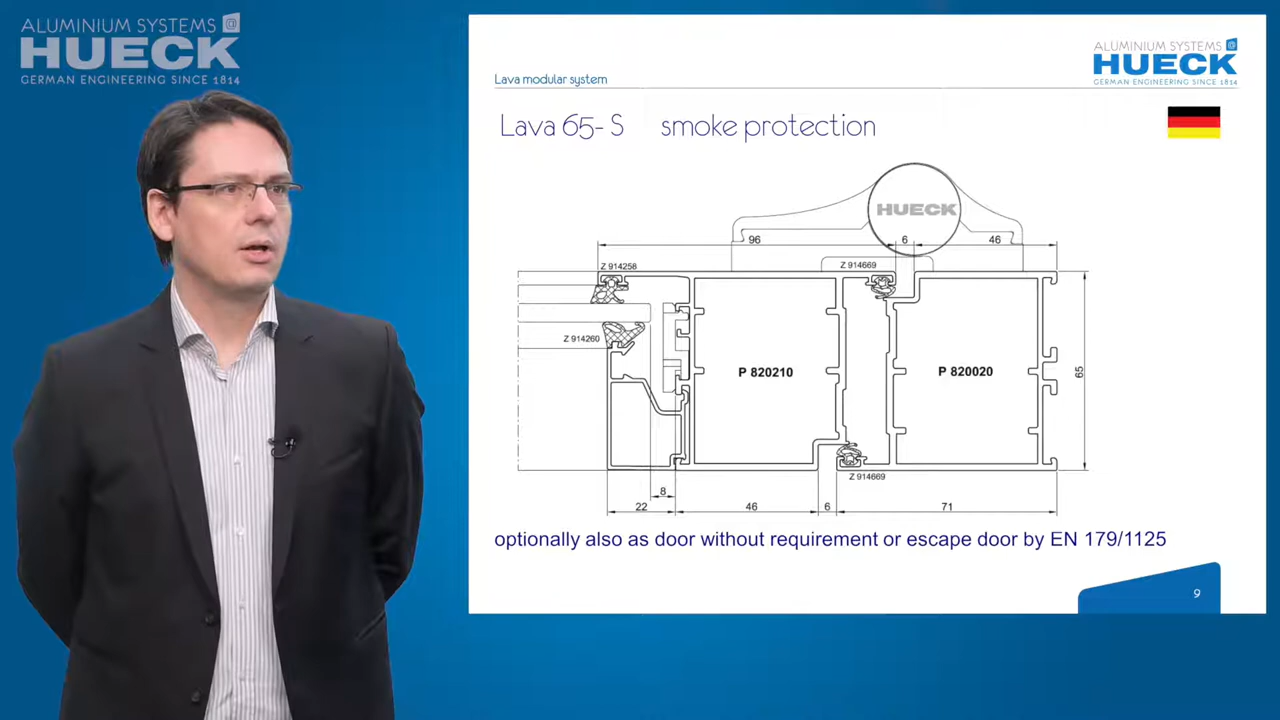 ALUMINIUM SYSTEMS
HUECK
GERMAN ENGINEERING SINCE 1814
Lava modular system
ALUMINIUM SYSTEMS
HUECK
GERMAN ENGINEERING SINCE 1814
Lava 65- S smoke protection
HUECK
96 6 46
Z 914258 Z 914669
Z 914260
P 820210 P 820020
65
Z 914669
8
22 46 6 71
optionally also as door without requirement or escape door by EN 179/1125
9